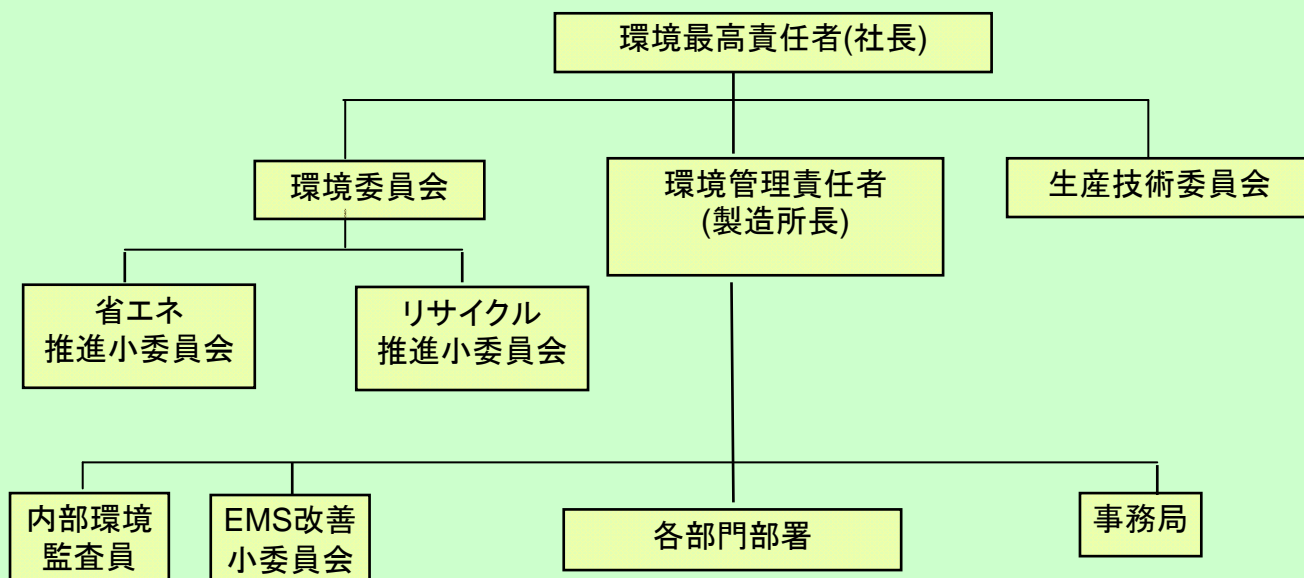 環境最高責任者(社長)
環境委員会
環境管理責任者
(製造所長)
生産技術委員会
省エネ
推進小委員会
リサイクル
推進小委員会
内部環境
監査員
EMS改善
小委員会
各部門部署
事務局